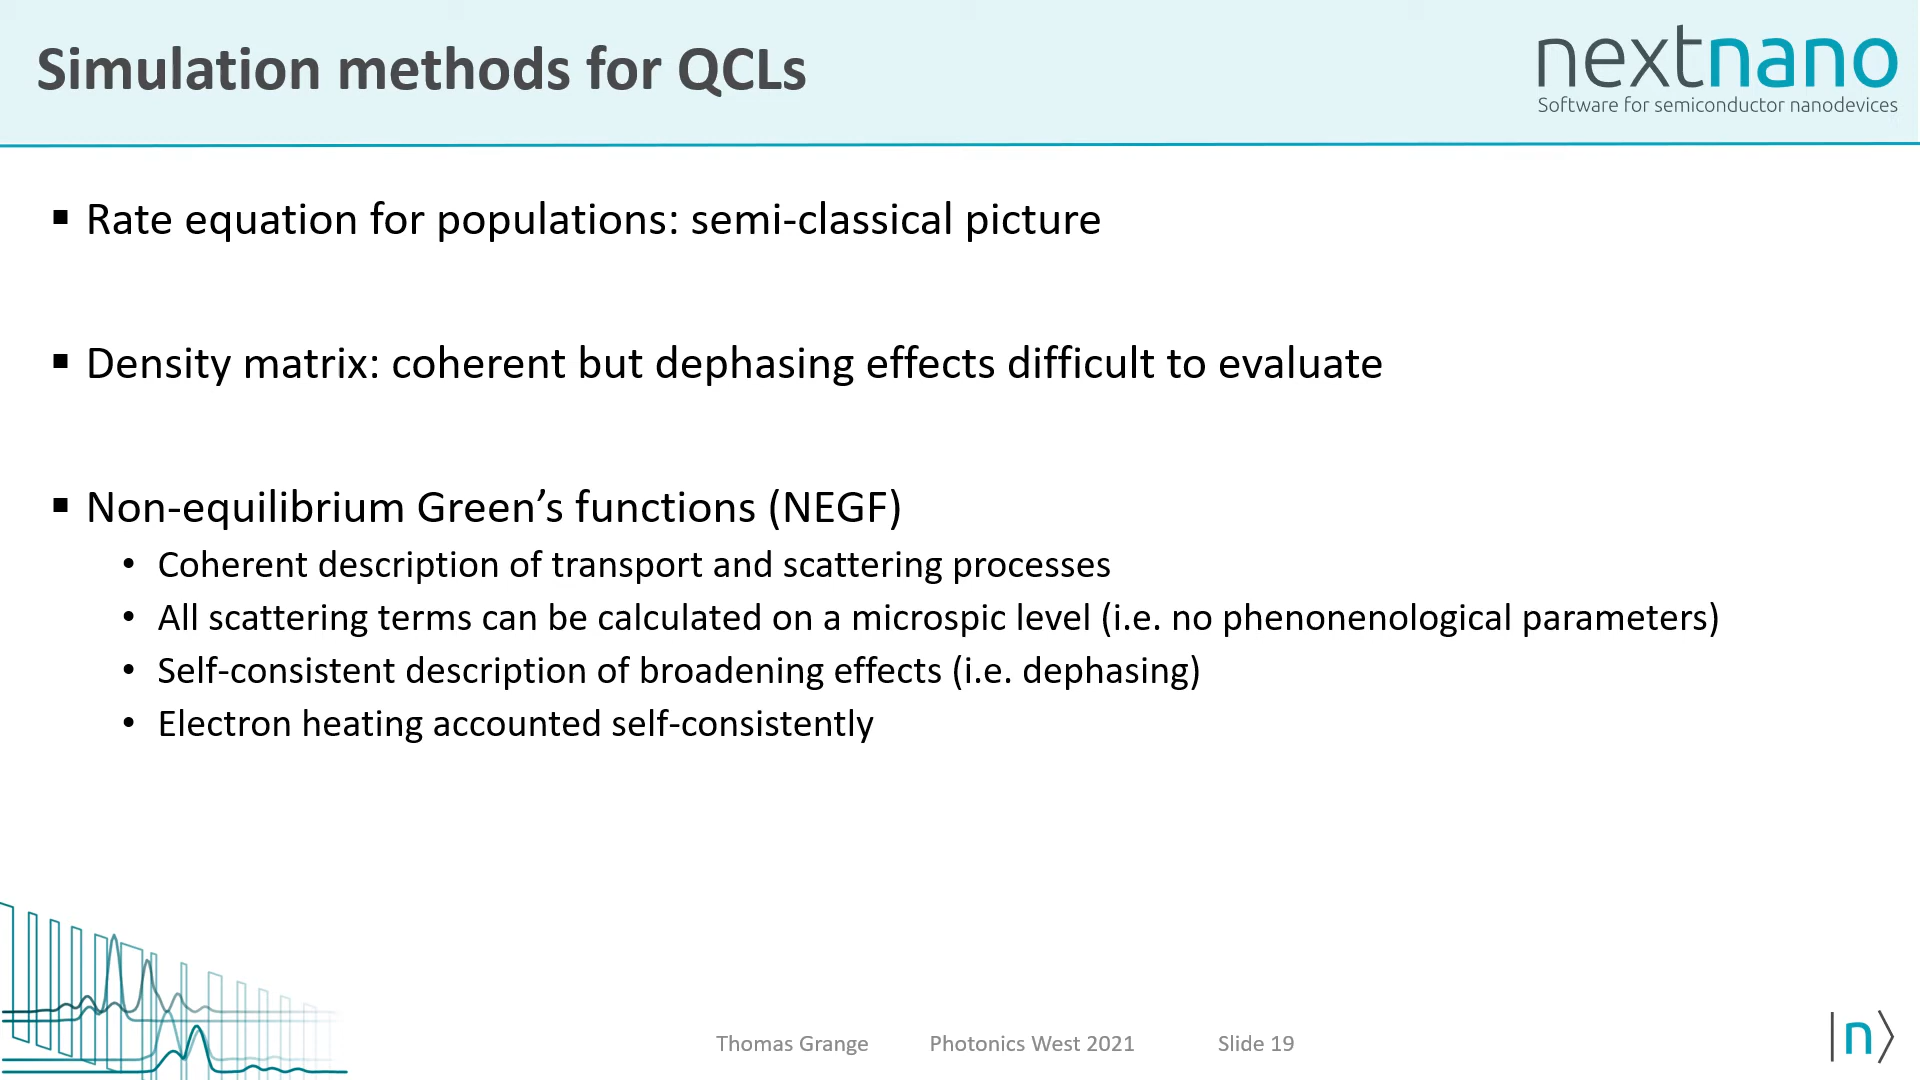 Simulation methods for QCLs
nextnano
Software for semiconductor nanodevices
▪ Rate equation for populations: semi-classical picture
▪ Density matrix: coherent but dephasing effects difficult to evaluate
▪ Non-equilibrium Green’s functions (NEGF)
• Coherent description of transport and scattering processes
• All scattering terms can be calculated on a microspic level (i.e. no phenonenological parameters)
• Self-consistent description of broadening effects (i.e. dephasing)
• Electron heating accounted self-consistently
Thomas Grange Photonics West 2021 Slide 19
|n⟩